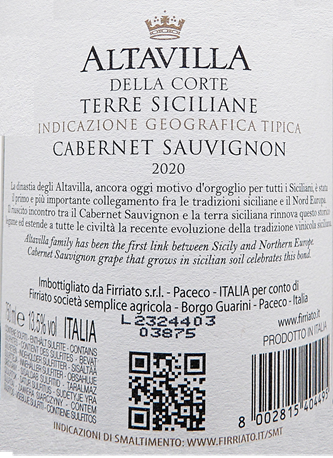 ALTAVILLA
DELLA CORTE
TERRE SICILIANE
INDICAZIONE GEOGRAFICA TIPICA
CABERNET SAUVIGNON
2020
La dinastia degli Altavilla, ancora oggi motivo d'orgoglio per tutti i Siciliani, è stata
il primo e più importante collegamento fra le tradizioni siciliane e il Nord Europa.
Il riuscito incontro tra il Cabernet Sauvignon e la terra siciliana rinnova questo storico
legame ed estende a tutte le civiltà la recente evoluzione della tradizione vinicola siciliana.
Altavilla family has been the first link between Sicily and Northern Europe.
Cabernet Sauvignon grape that grows in sicilian soil celebrates this bond.
Imbottigliato da Firriato s.r.l. - Paceco - ITALIA per conto di
Firriato società semplice agricola - Borgo Guarini - Paceco - Italia
13.5% vol ITALIA
L2324403
03875
www.firriato.it
PRODOTTO IN ITALIA
8 002815 404495
INDICAZIONI DI SMALTIMENTO: WWW.FIRRIATO.IT/SMT